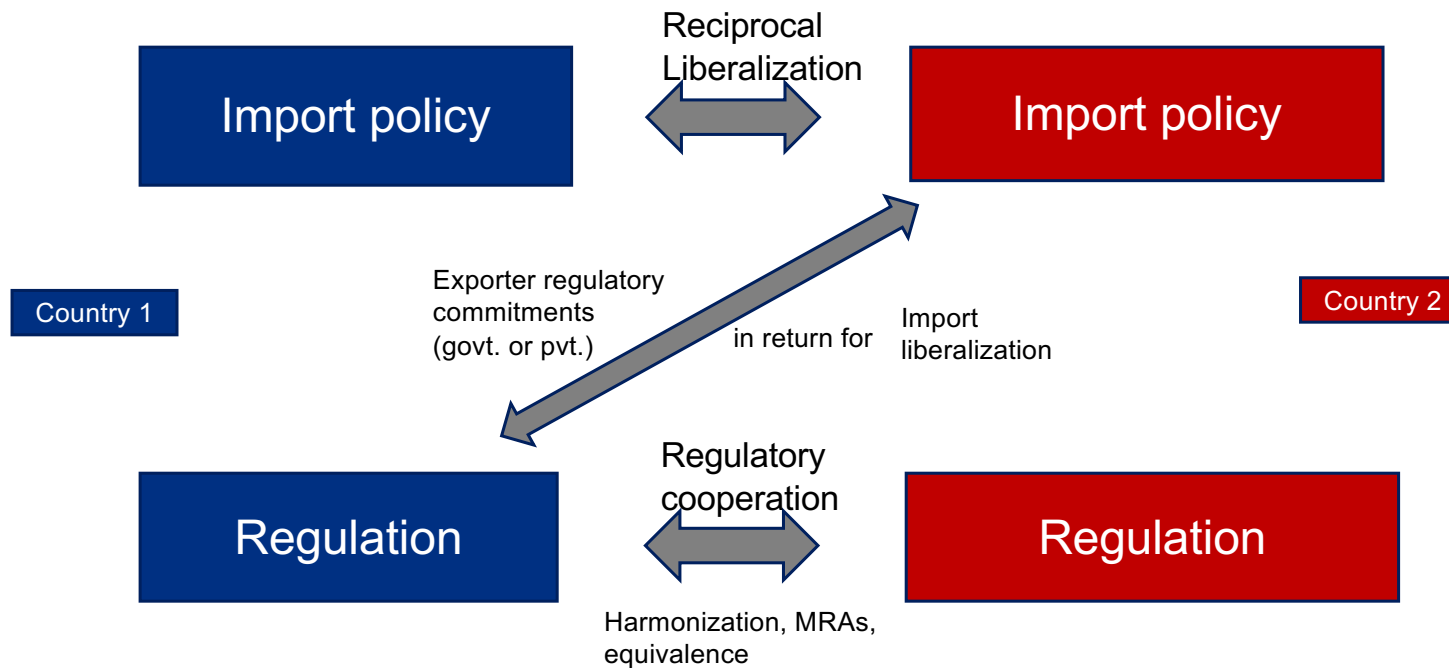 Reciprocal
Liberalization
Import policy
Import policy
Exporter regulatory
commitments
(govt. or pvt.)
in return for
Import
liberalization
Country 1
Country 2
Regulatory
cooperation
Regulation
Regulation
Harmonization, MRAs,
equivalence